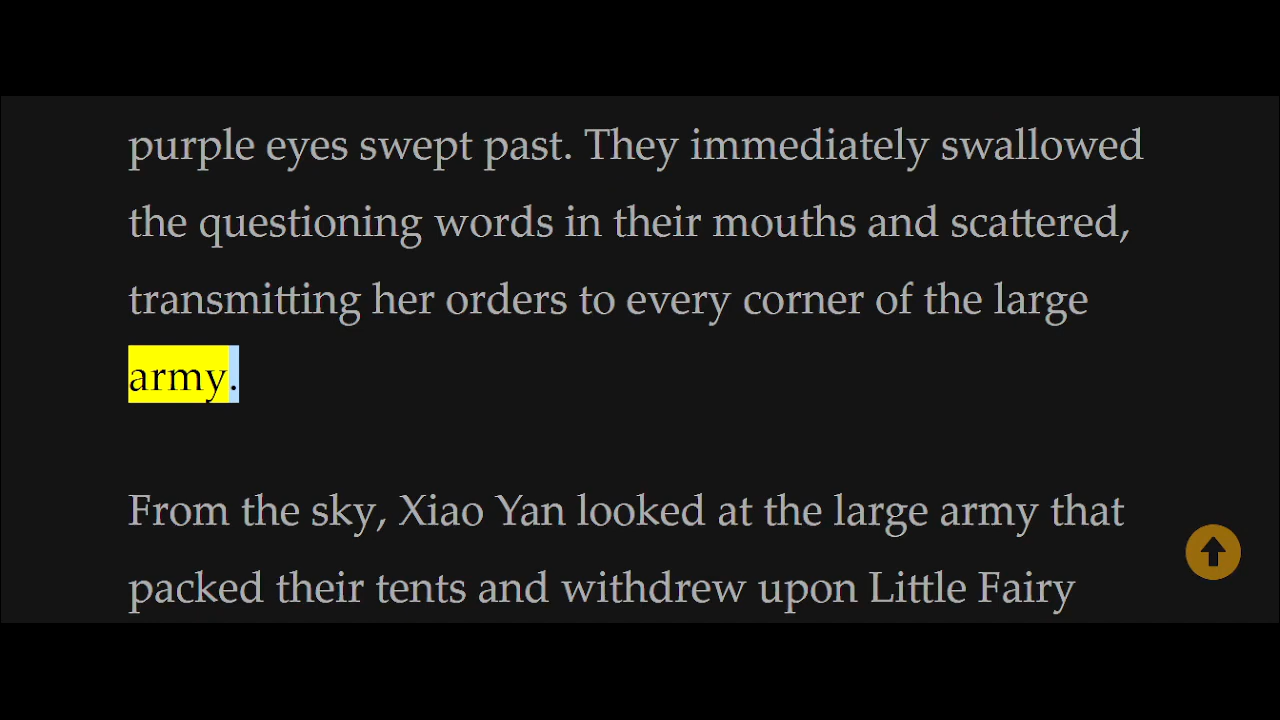 purple eyes swept past. They immediately swallowed
the questioning words in their mouths and scattered,
transmitting her orders to every corner of the large
army.
From the sky, Xiao Yan looked at the large army that
packed their tents and withdrew upon Little Fairy